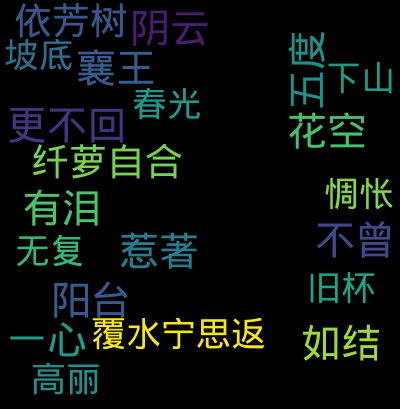 依芳树
阴云
坡底
襄王
五度
下山
春光
更不回
花空
纤萝自合
惆怅
有泪
不曾
无复
惹著
旧杯
阳台
一心
覆水宁思返
如结
高丽